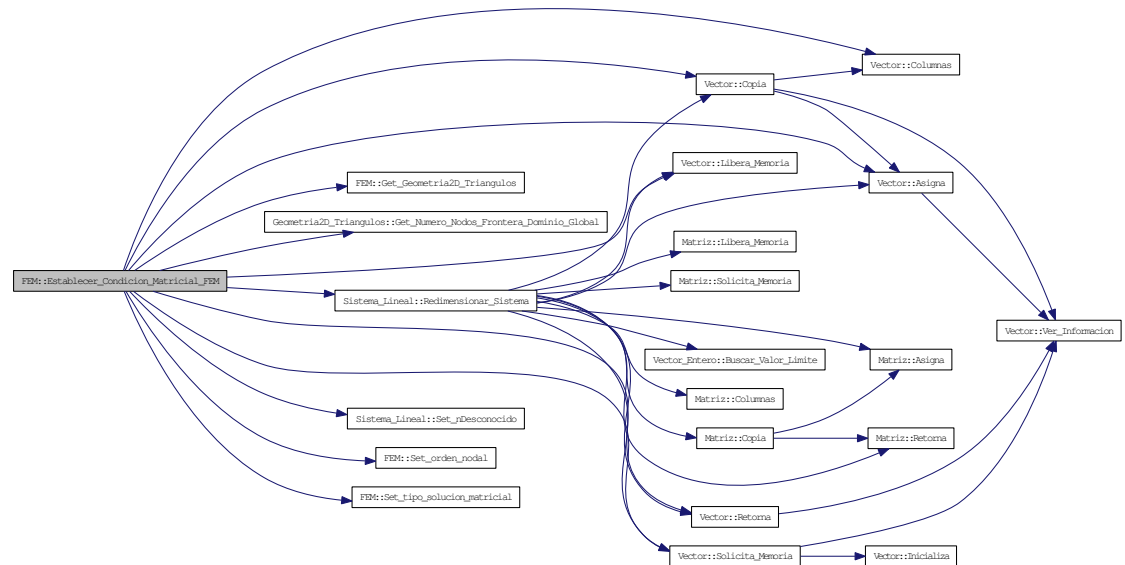 Vector::Columnas
Vector::Copia
Vector::Libera_Memoria
FEM::Get_Geometria2D_Triangulos
Vector::Asigna
Geometria2D_Triangulos::Get_Numero_Nodos_Frontera_Dominio_Global
Matriz::Libera_Memoria
FEM::Establecer_Condicion_Matricial_FEM
Matriz::Solicita_Memoria
Sistema_Lineal::Redimensionar_Sistema
Vector::Ver_Informacion
Vector_Entero::Buscar_Valor_Limite
Matriz::Asigna
Matriz::Columnas
Sistema_Lineal::Set_nDesconocido
Matriz::Copia
Matriz::Retorna
FEM::Set_orden_nodal
FEM::Set_tipo_solucion_matricial
Vector::Retorna
Vector::Solicita_Memoria
Vector::Inicializa